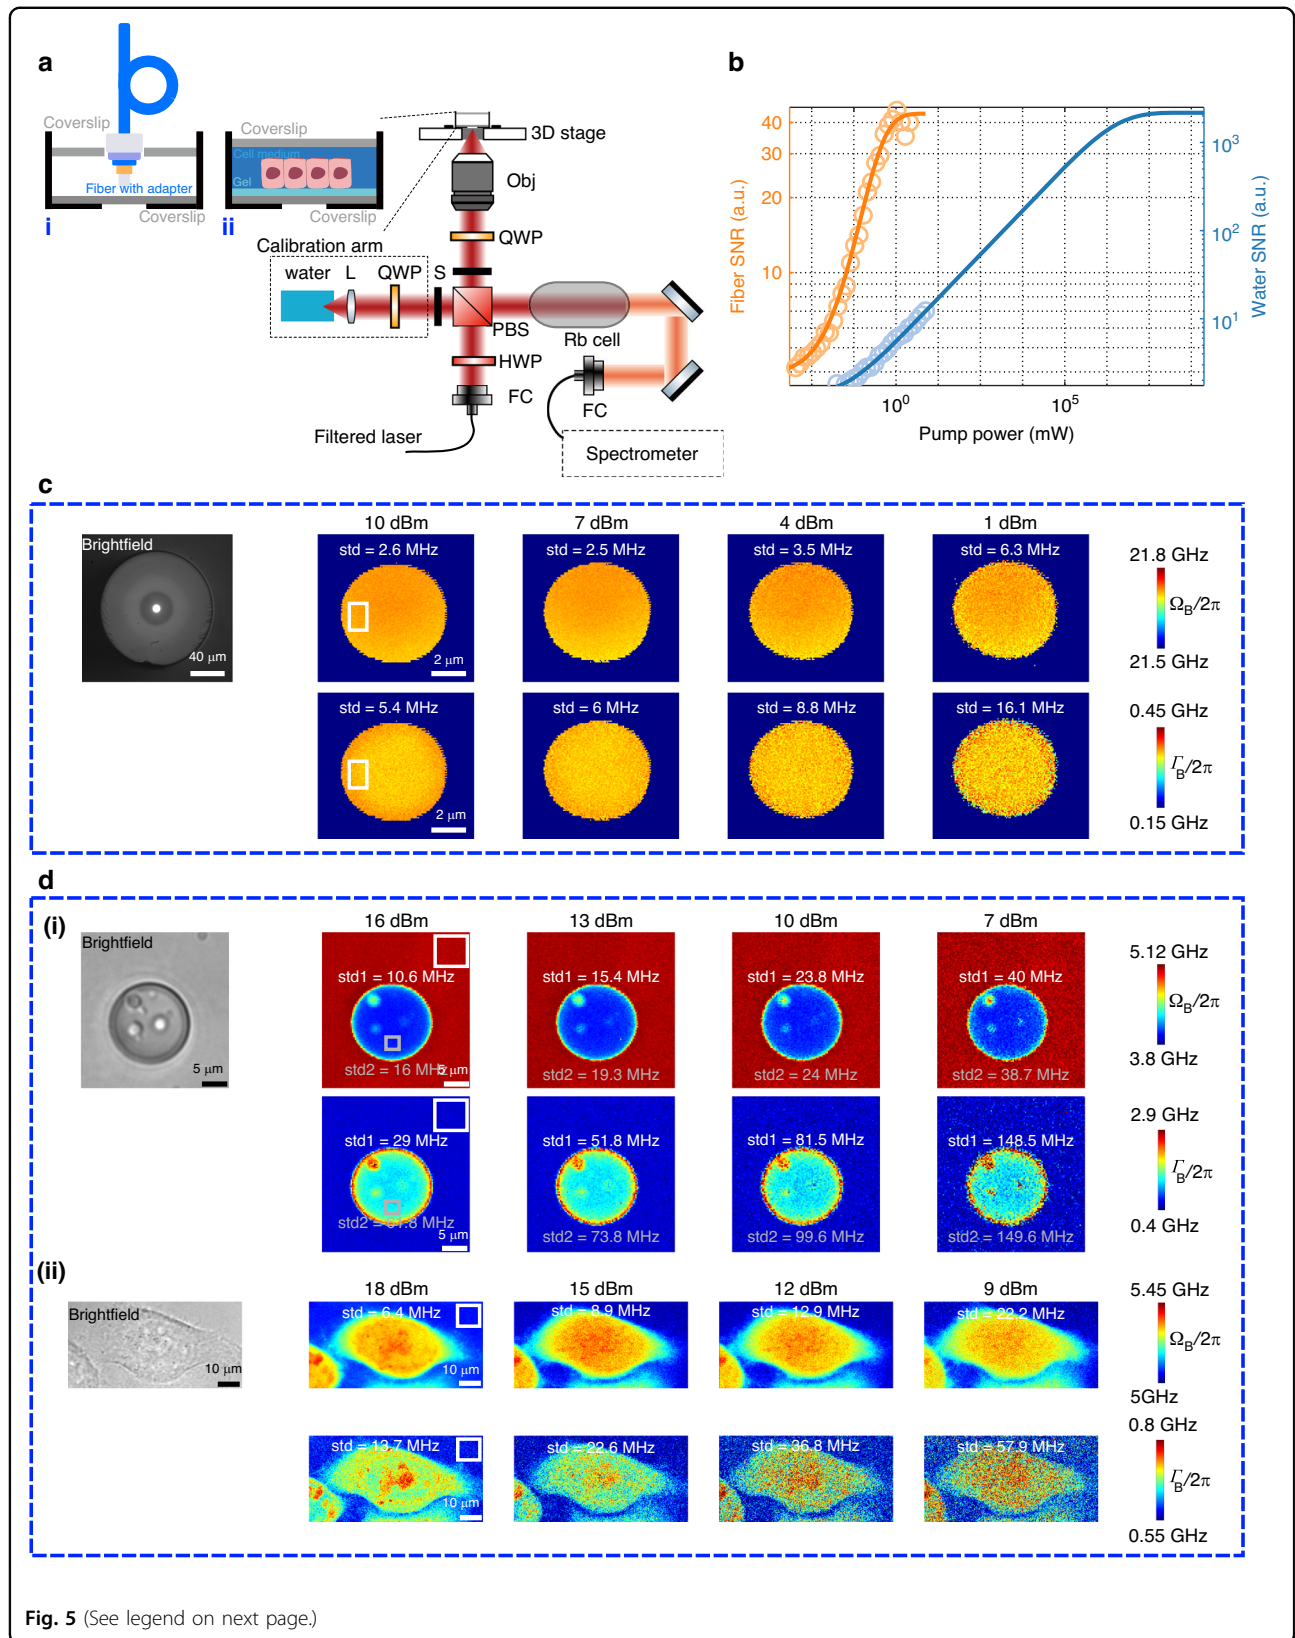 a
Coverslip
Fiber with adapter
Coverslip
i
Coverslip
Cell medium
Gel
Coverslip
ii
3D stage
Obj
QWP
Calibration arm
water
L
QWP
S
PBS
Rb cell
HWP
FC
FC
Filtered laser
Spectrometer
b
Fiber SNR (a.u.)
40
30
20
10
Water SNR (a.u.)
10³
10²
10¹
10⁰
10⁵
Pump power (mW)
c
10 dBm
7 dBm
4 dBm
1 dBm
Brightfield
40 μm
std = 2.6 MHz
2 μm
std = 2.5 MHz
std = 3.5 MHz
std = 6.3 MHz
21.8 GHz
Ω_B/2π
21.5 GHz
std = 5.4 MHz
2 μm
std = 6 MHz
std = 8.8 MHz
std = 16.1 MHz
0.45 GHz
Γ_B/2π
0.15 GHz
d
(i)
16 dBm
13 dBm
10 dBm
7 dBm
Brightfield
5 μm
std1 = 10.6 MHz
std2 = 16 MHz
5 μm
std1 = 15.4 MHz
std2 = 19.3 MHz
std1 = 23.8 MHz
std2 = 24 MHz
std1 = 40 MHz
std2 = 38.7 MHz
5.12 GHz
Ω_B/2π
3.8 GHz
std1 = 29 MHz
std2 = 61.8 MHz
5 μm
std1 = 51.8 MHz
std2 = 73.8 MHz
std1 = 81.5 MHz
std2 = 99.6 MHz
std1 = 148.5 MHz
std2 = 149.6 MHz
2.9 GHz
Γ_B/2π
0.4 GHz
(ii)
18 dBm
15 dBm
12 dBm
9 dBm
Brightfield
10 μm
std = 6.4 MHz
10 μm
std = 8.9 MHz
std = 12.9 MHz
std = 22.2 MHz
5.45 GHz
Ω_B/2π
5GHz
std = 13.7 MHz
10 μm
std = 22.6 MHz
std = 36.8 MHz
std = 57.9 MHz
0.8 GHz
Γ_B/2π
0.55 GHz
Fig. 5 (See legend on next page.)